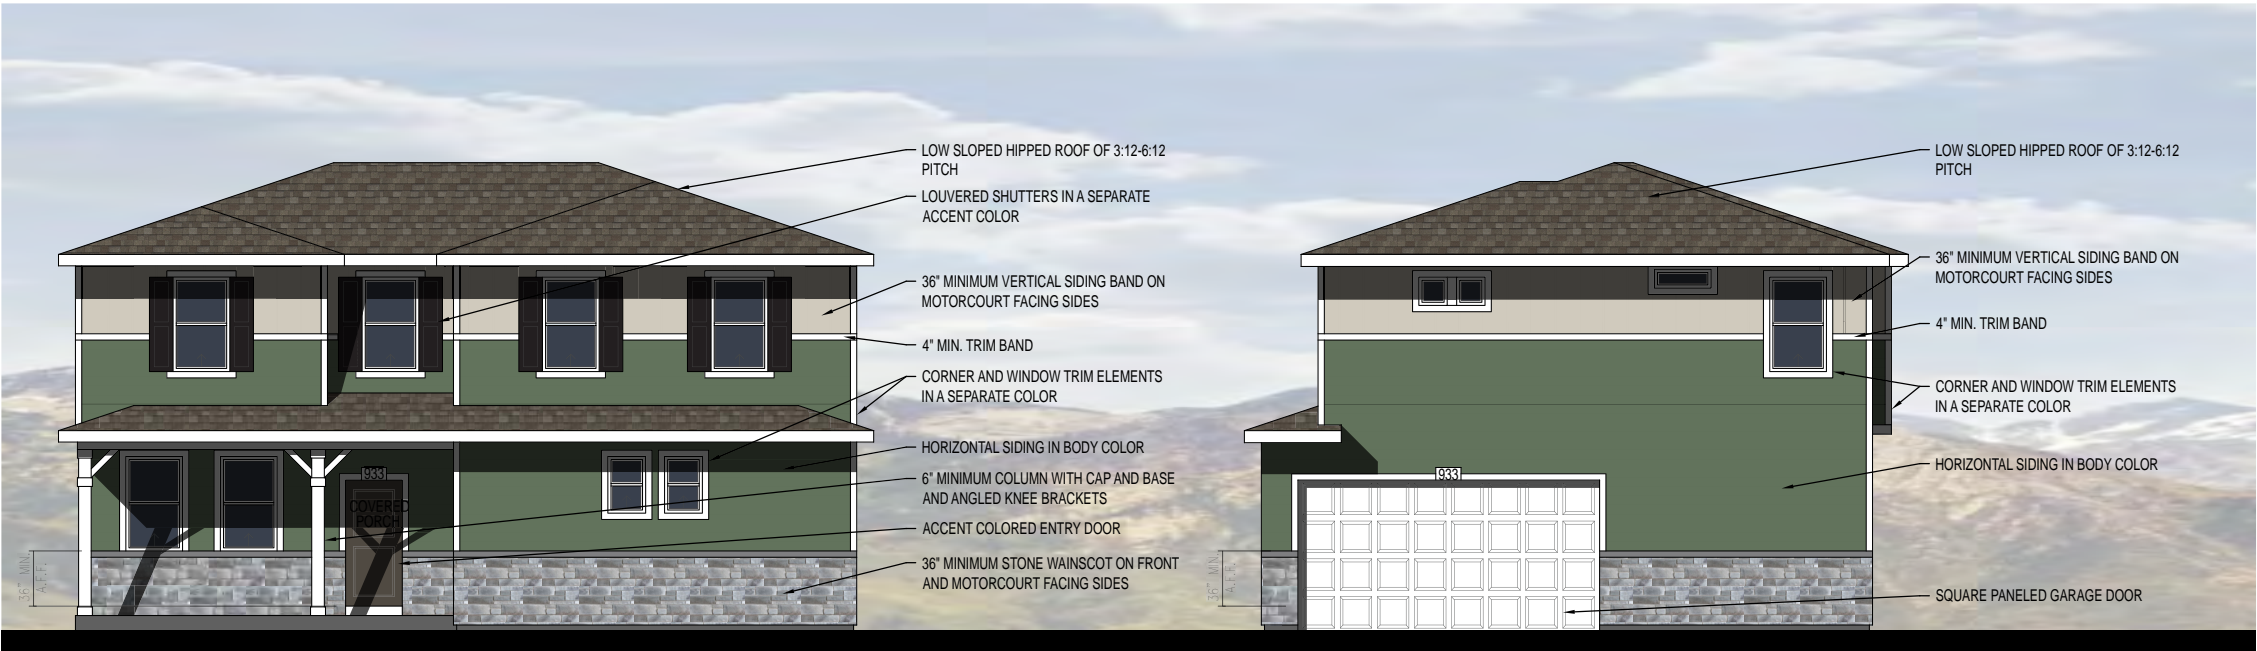 LOW SLOPED HIPPED ROOF OF 3:12-6:12
PITCH
LOUVERED SHUTTERS IN A SEPARATE
ACCENT COLOR
36" MINIMUM VERTICAL SIDING BAND ON
MOTORCOURT FACING SIDES
4" MIN. TRIM BAND
CORNER AND WINDOW TRIM ELEMENTS
IN A SEPARATE COLOR
HORIZONTAL SIDING IN BODY COLOR
6" MINIMUM COLUMN WITH CAP AND BASE
AND ANGLED KNEE BRACKETS
ACCENT COLORED ENTRY DOOR
36" MINIMUM STONE WAINSCOT ON FRONT
AND MOTORCOURT FACING SIDES
933
COVERED
PORCH
36" MIN.
A.F.F.
LOW SLOPED HIPPED ROOF OF 3:12-6:12
PITCH
36" MINIMUM VERTICAL SIDING BAND ON
MOTORCOURT FACING SIDES
4" MIN. TRIM BAND
CORNER AND WINDOW TRIM ELEMENTS
IN A SEPARATE COLOR
HORIZONTAL SIDING IN BODY COLOR
SQUARE PANELED GARAGE DOOR
933
36" MIN.
A.F.F.